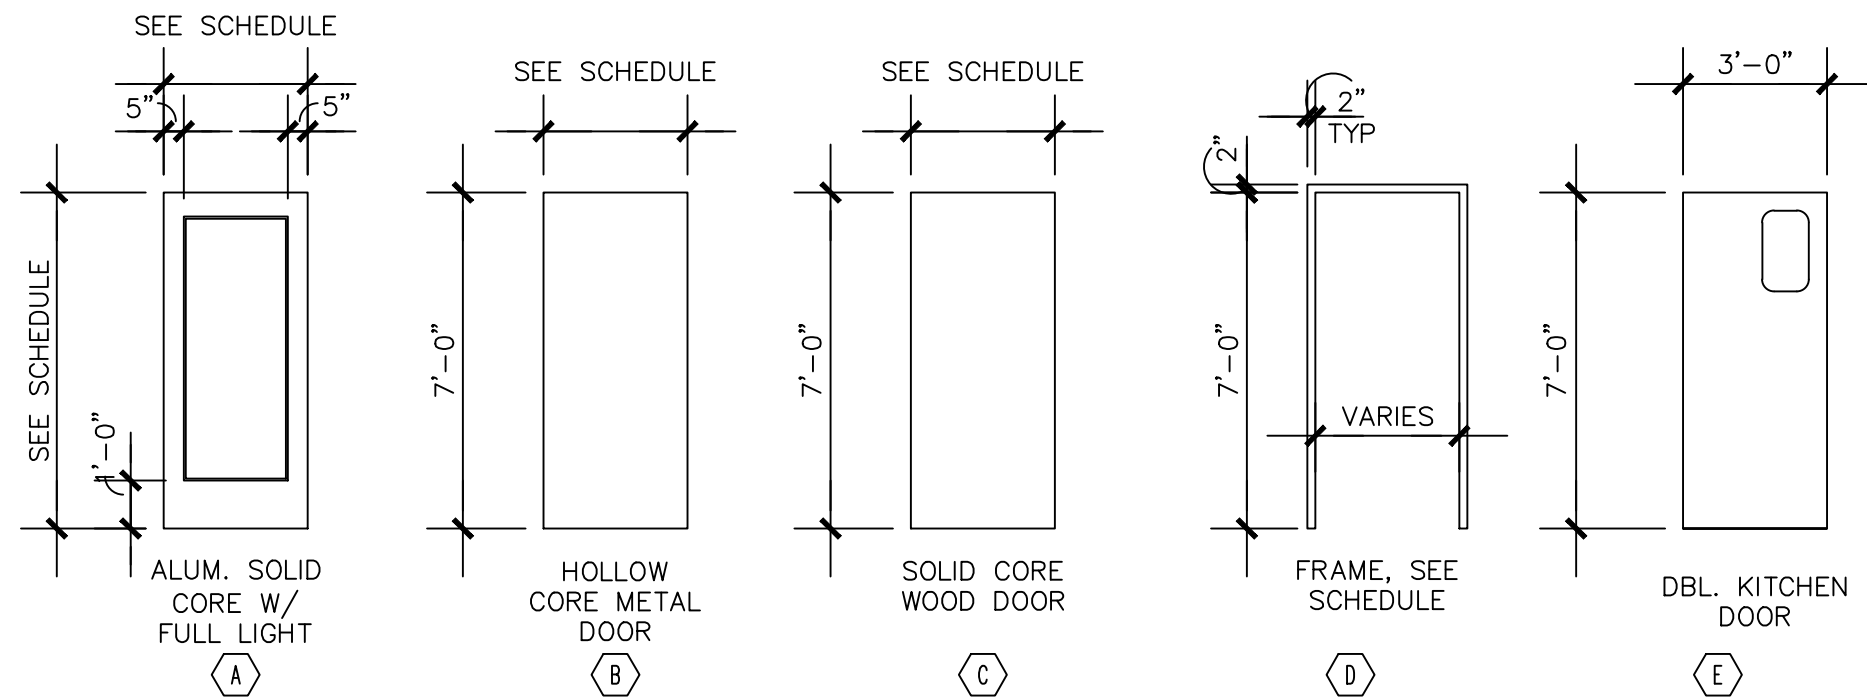 SEE SCHEDULE
5”
5”
SEE SCHEDULE
1’-0”
ALUM. SOLID
CORE W/
FULL LIGHT
A
SEE SCHEDULE
7’-0”
HOLLOW
CORE METAL
DOOR
B
SEE SCHEDULE
7’-0”
SOLID CORE
WOOD DOOR
C
2”
TYP
2”
7’-0”
VARIES
FRAME, SEE
SCHEDULE
D
3’-0”
7’-0”
DBL. KITCHEN
DOOR
E